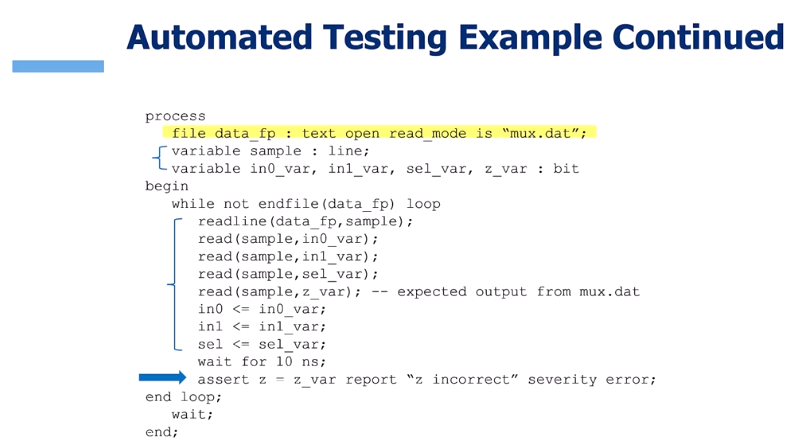 Automated Testing Example Continued
process
file data_fp : text open read_mode is “mux.dat”;
variable sample : line;
variable in0_var, in1_var, sel_var, z_var : bit
begin
while not endfile(data_fp) loop
readline(data_fp,sample);
read(sample,in0_var);
read(sample,in1_var);
read(sample,sel_var);
read(sample,z_var); -- expected output from mux.dat
in0 <= in0_var;
in1 <= in1_var;
sel <= sel_var;
wait for 10 ns;
assert z = z_var report “z incorrect” severity error;
end loop;
wait;
end;